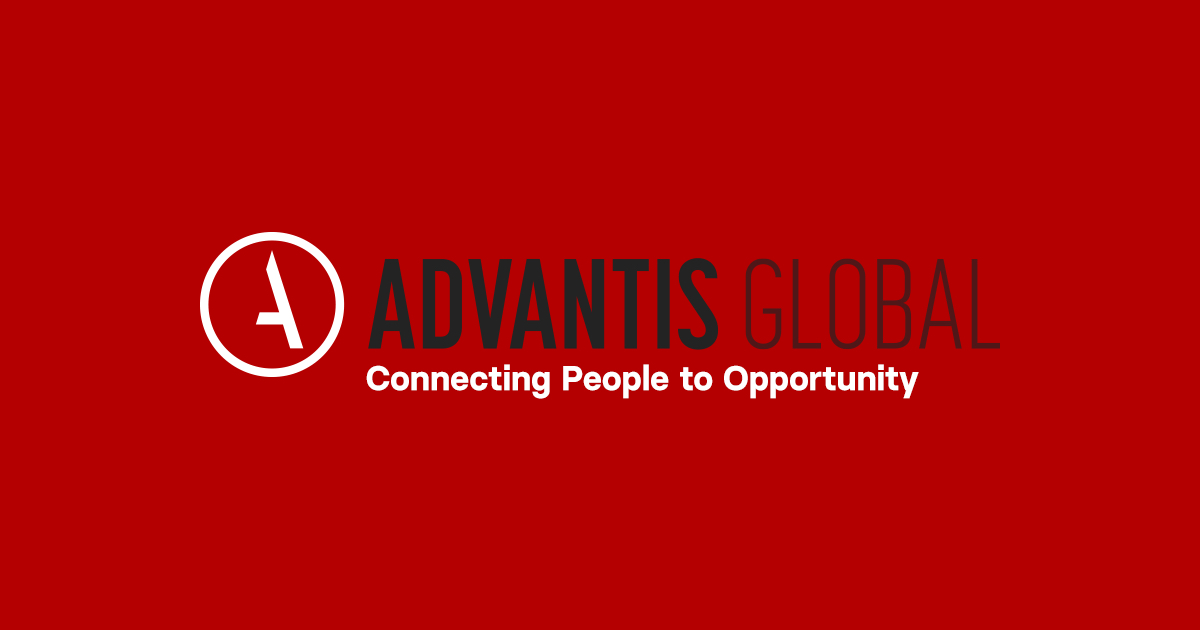 A ADVANTIS GLOBAL
Connecting People to Opportunity